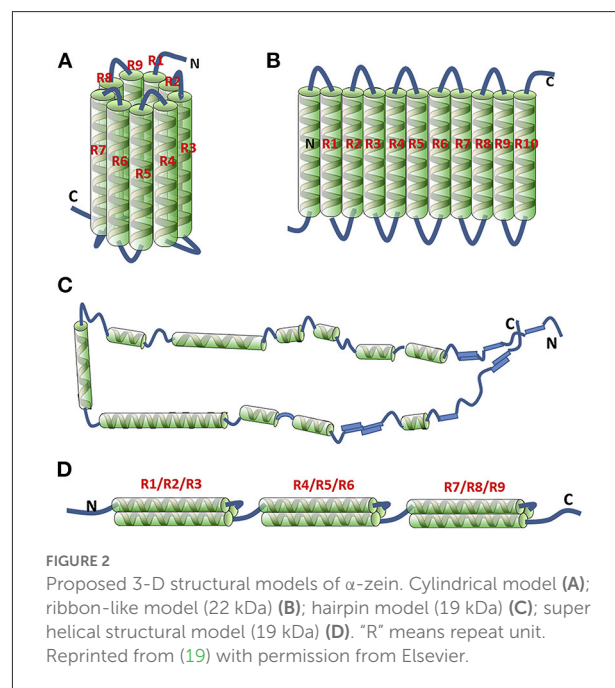 A
R9
R1
N
R8
R2
R3
R7
R6
R4
R5
C
B
C
N
R1
R2
R3
R4
R5
R6
R7
R8
R9
R10
C
C
N
D
R1/R2/R3
R4/R5/R6
R7/R8/R9
N
C
FIGURE 2
Proposed 3-D structural models of α-zein. Cylindrical model (A);
ribbon-like model (22 kDa) (B); hairpin model (19 kDa) (C); super
helical structural model (19 kDa) (D). “R” means repeat unit.
Reprinted from (19) with permission from Elsevier.